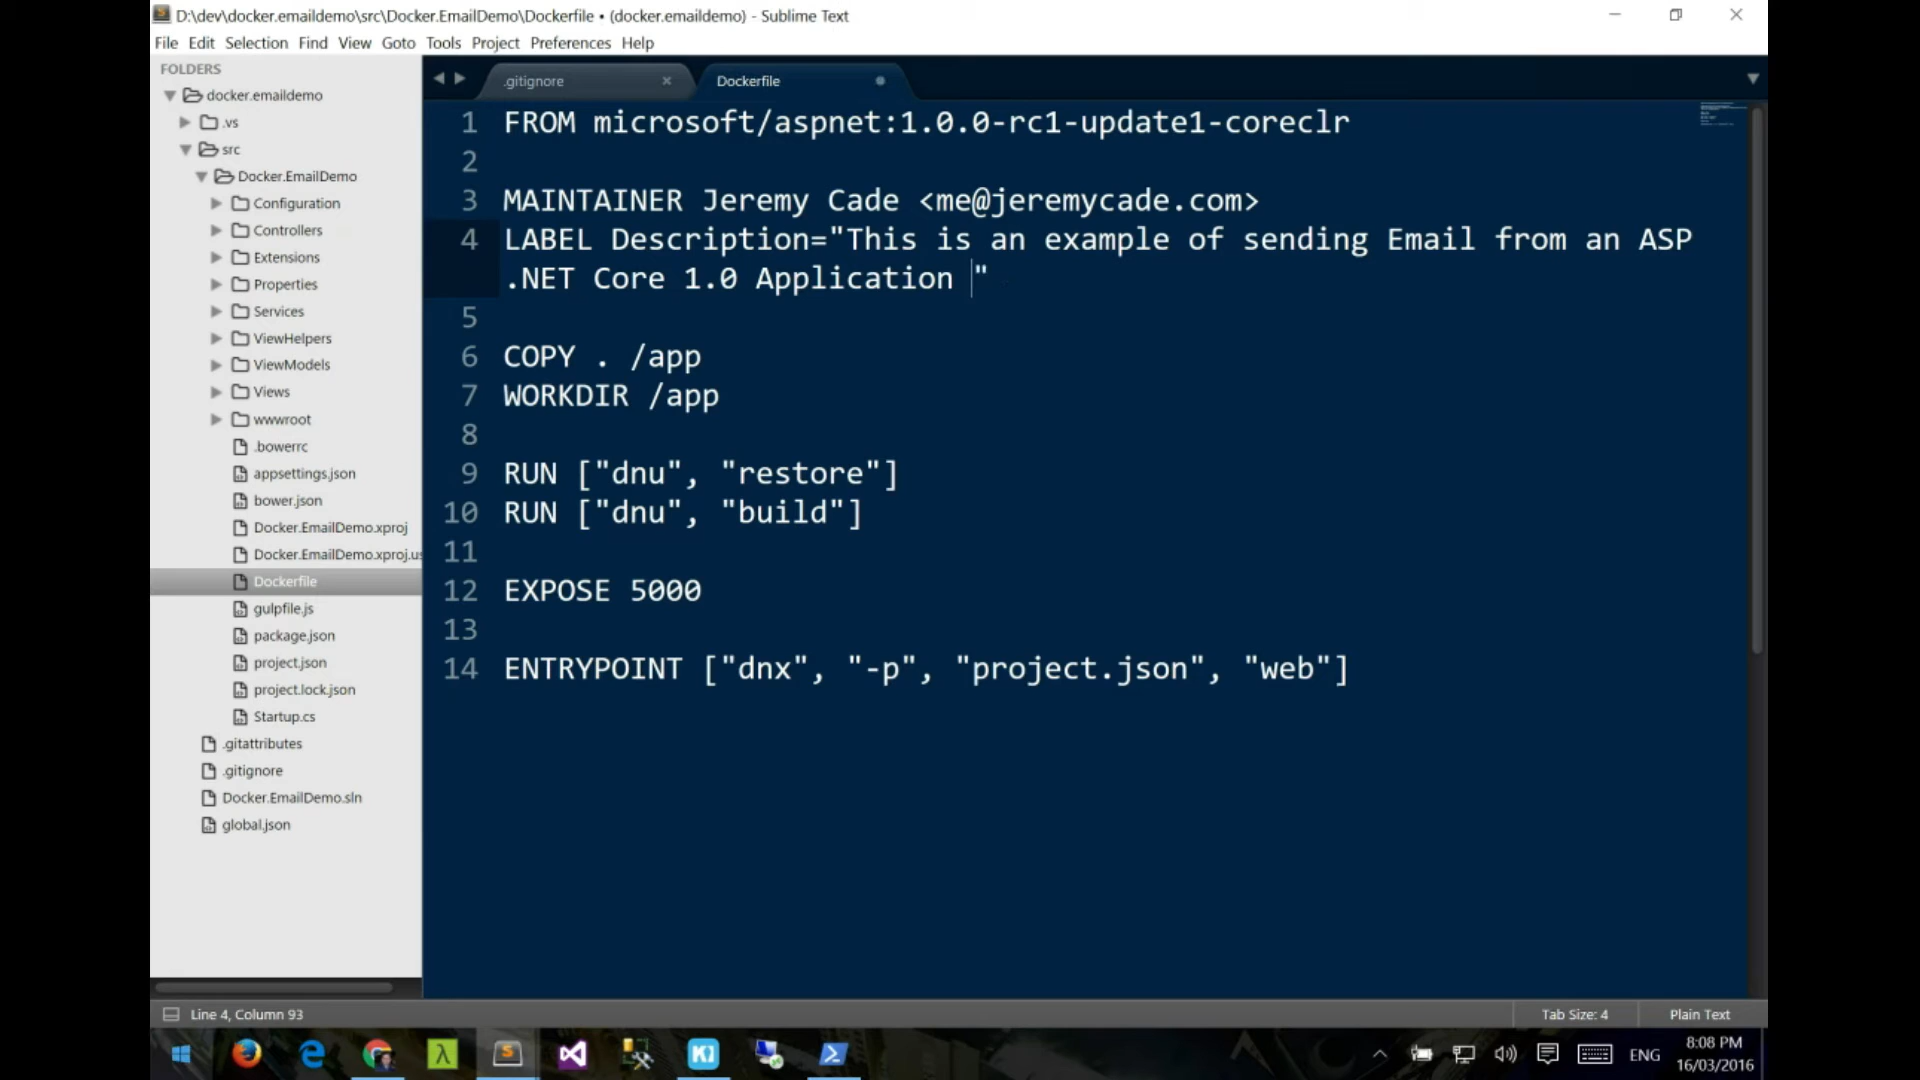 D:\dev\docker.emaildemo\src\Docker.EmailDemo\Dockerfile • (docker.emaildemo) - Sublime Text
File Edit Selection Find View Goto Tools Project Preferences Help
FOLDERS
docker.emaildemo
.vs
src
Docker.EmailDemo
Configuration
Controllers
Extensions
Properties
Services
ViewHelpers
ViewModels
Views
wwwroot
.bowerrc
appsettings.json
bower.json
Docker.EmailDemo.xproj
Docker.EmailDemo.xproj.us
Dockerfile
gulpfile.js
package.json
project.json
project.lock.json
Startup.cs
.gitattributes
.gitignore
Docker.EmailDemo.sln
global.json
.gitignore Dockerfile
1 FROM microsoft/aspnet:1.0.0-rc1-update1-coreclr
2
3 MAINTAINER Jeremy Cade <me@jeremycade.com>
4 LABEL Description="This is an example of sending Email from an ASP
.NET Core 1.0 Application "
5
6 COPY . /app
7 WORKDIR /app
8
9 RUN ["dnu", "restore"]
10 RUN ["dnu", "build"]
11
12 EXPOSE 5000
13
14 ENTRYPOINT ["dnx", "-p", "project.json", "web"]
Line 4, Column 93 Tab Size: 4 Plain Text
ENG
8:08 PM
16/03/2016